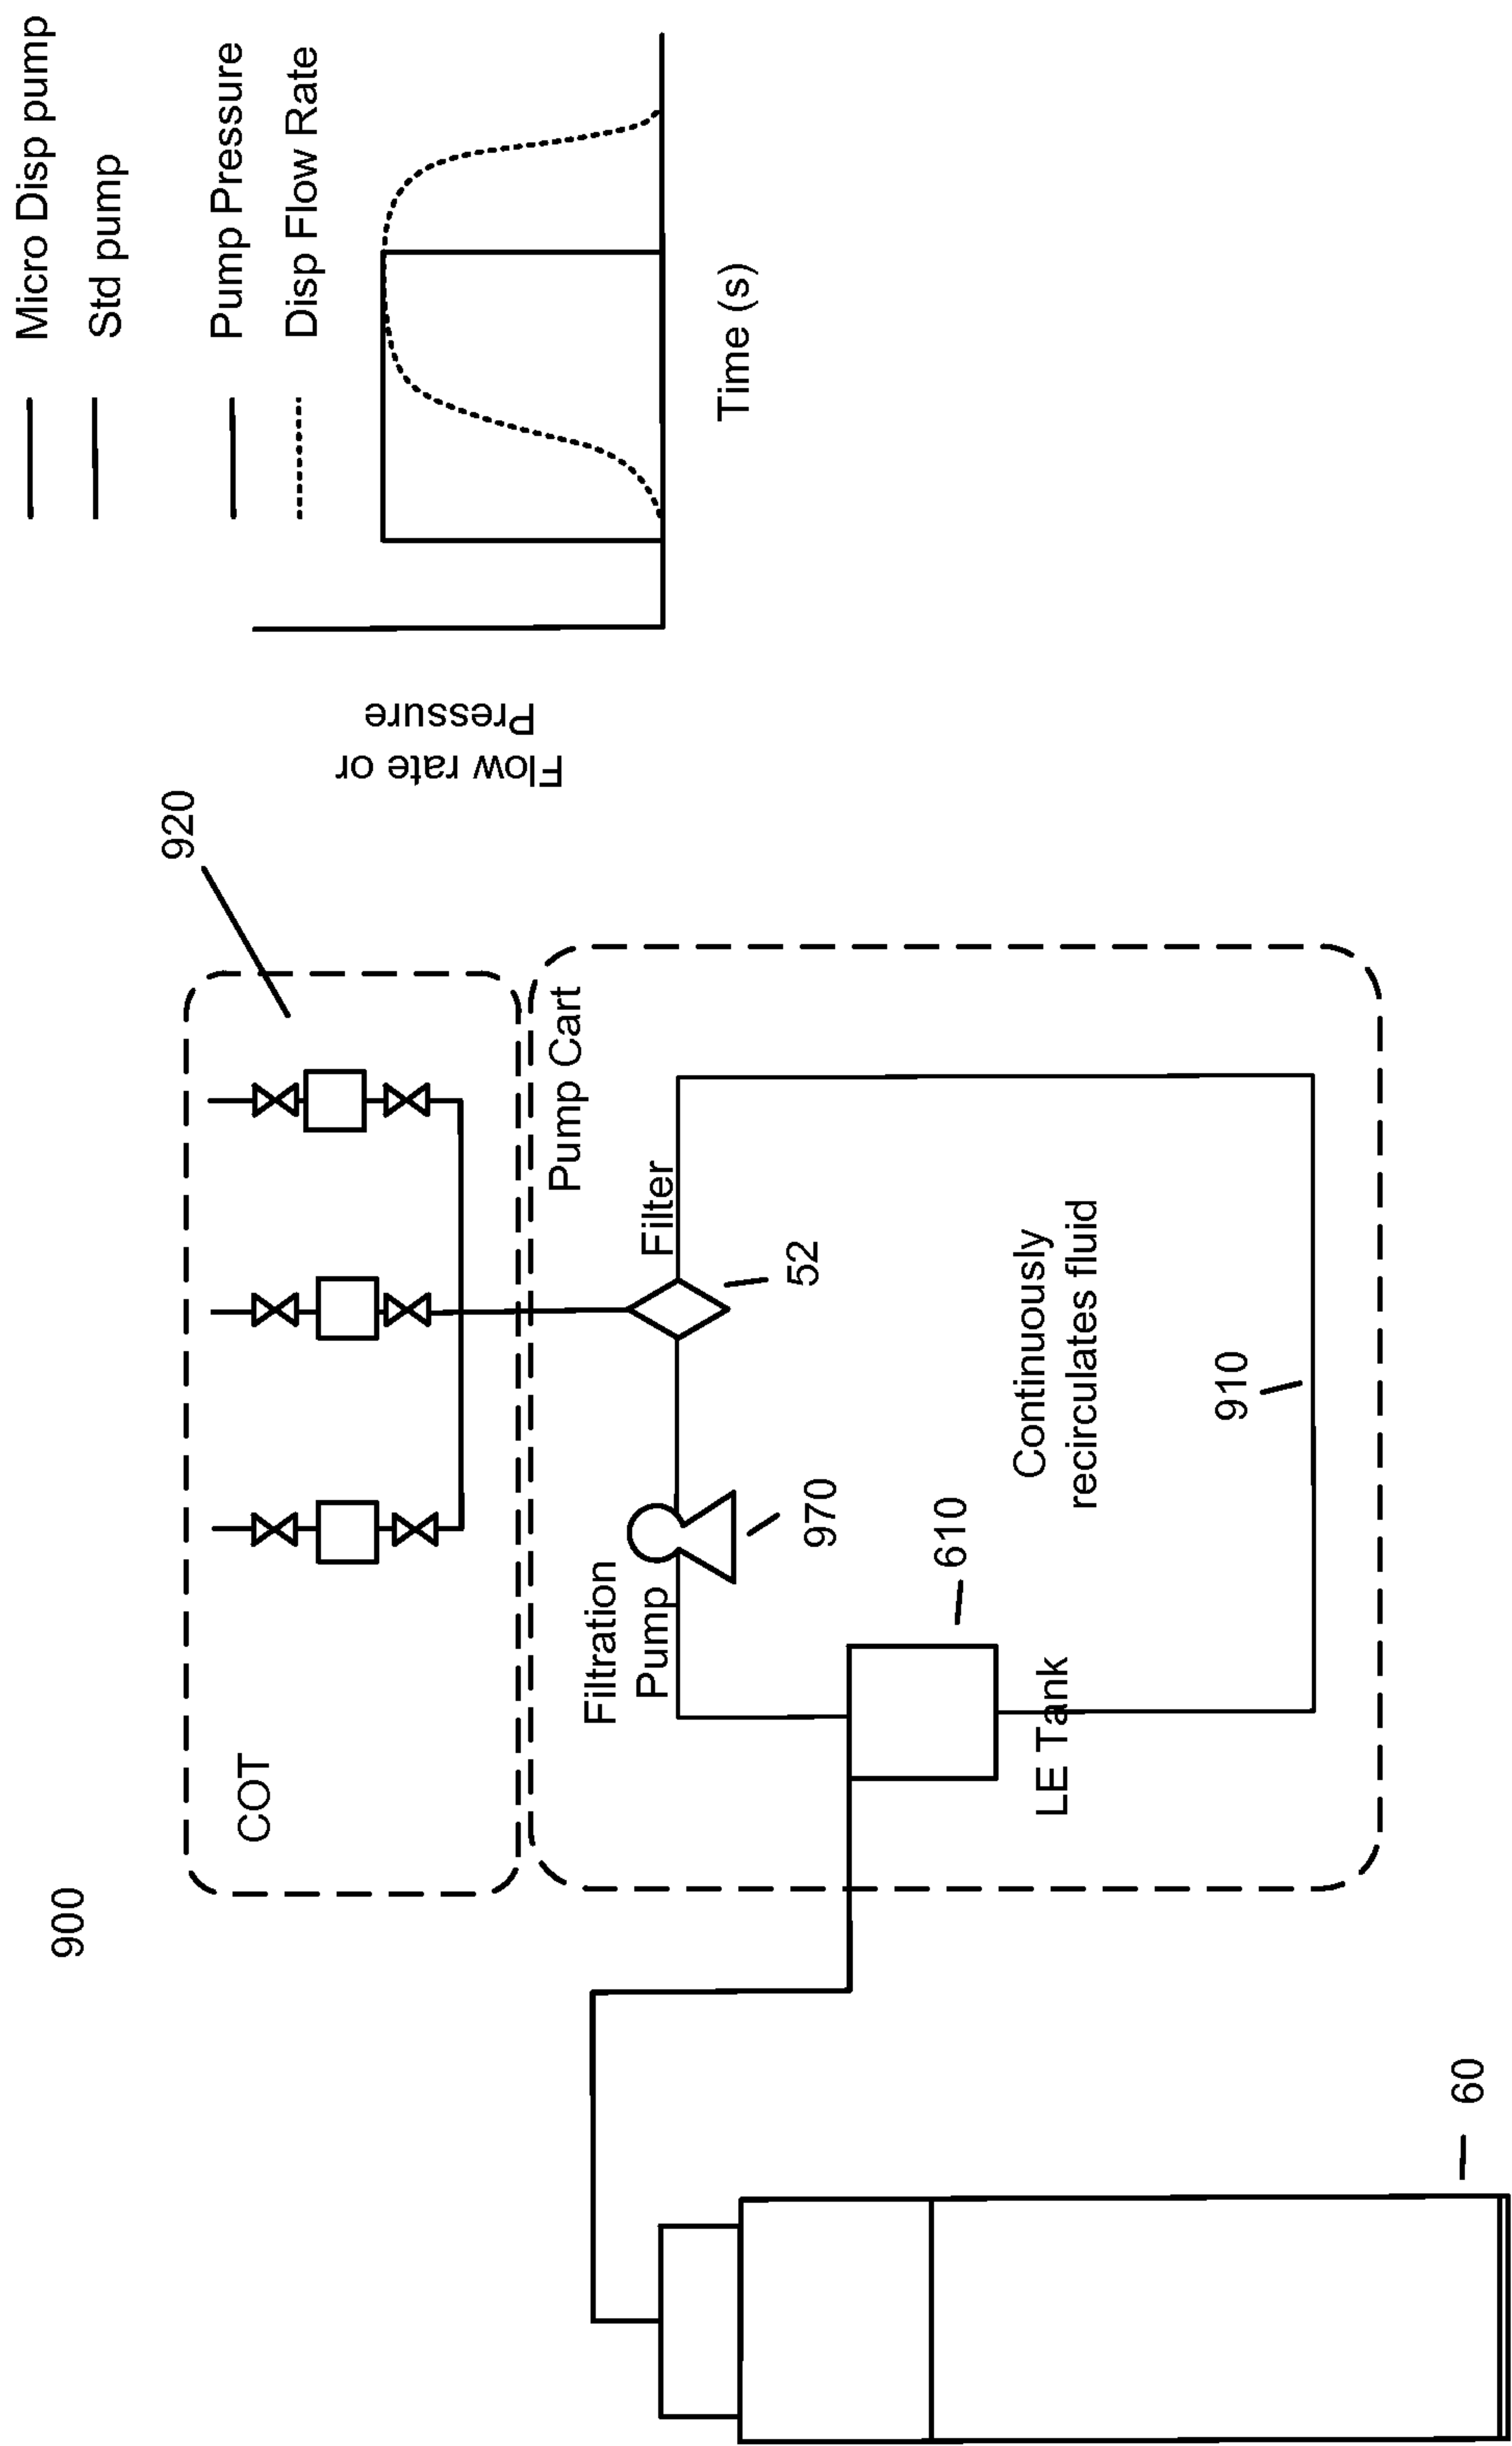 900
COT
920
Pump Cart
Filter
52
Filtration
Pump
970
610
LE Tank
Continuously
recirculates fluid
910
60
Micro Disp pump
Std pump
Pump Pressure
Disp Flow Rate
Flow rate or
Pressure
Time (s)